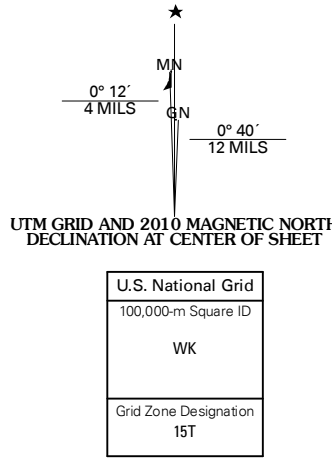 MN
0° 12´
4 MILS
GN
0° 40´
12 MILS
UTM GRID AND 2010 MAGNETIC NORTH
DECLINATION AT CENTER OF SHEET
U.S. National Grid
100,000-m Square ID
WK
Grid Zone Designation
15T